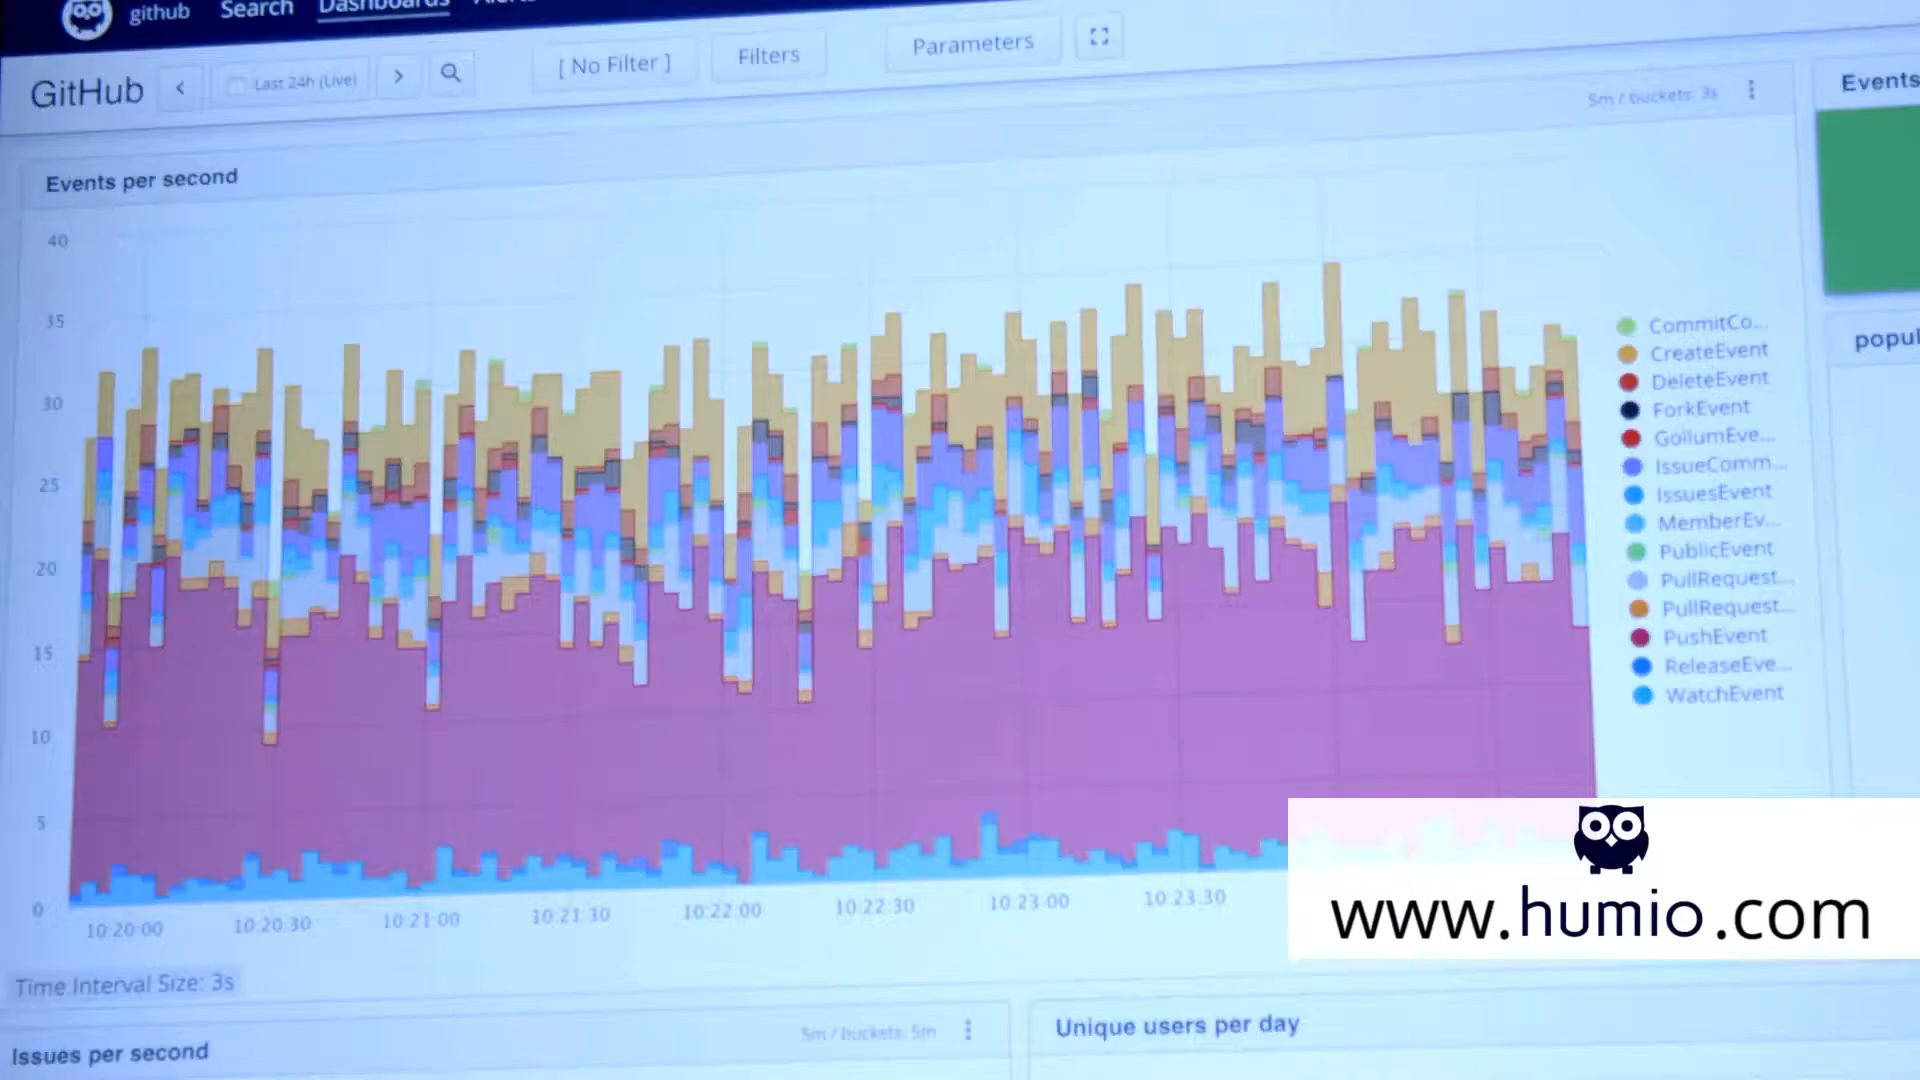 github Search Dashboards
GitHub Last 24h (Live) [ No Filter ] Filters Parameters
5m / buckets: 3s
Events
Events per second
40
35
30
25
20
15
10
5
0
CommitCo...
CreateEvent
DeleteEvent
ForkEvent
GollumEve...
IssueComm...
IssuesEvent
MemberEv...
PublicEvent
PullRequest...
PullRequest...
PushEvent
ReleaseEve...
WatchEvent
popul
10:20:00 10:20:30 10:21:00 10:21:30 10:22:00 10:22:30 10:23:00 10:23:30
www.humio.com
Time Interval Size: 3s
Issues per second
5m / buckets: 5m
Unique users per day